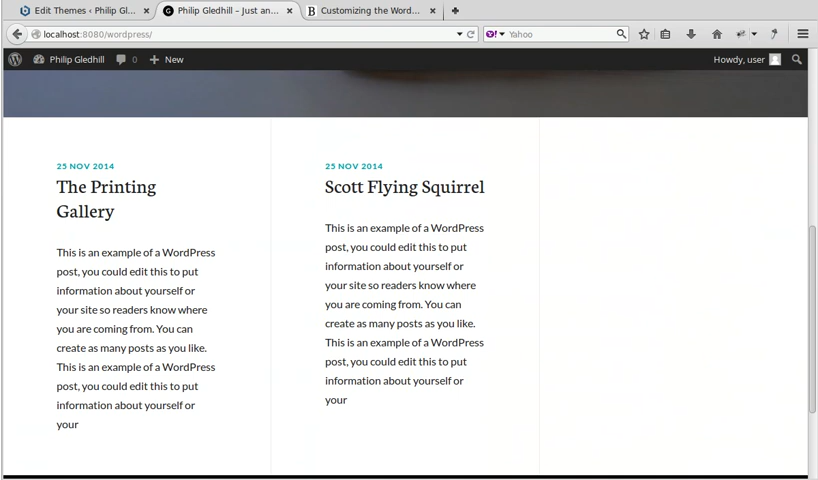 Edit Themes ‹ Philip Gl...
Philip Gledhill – Just an...
Customizing the Word...
localhost:8080/wordpress/
Yahoo
Philip Gledhill
0
New
Howdy, user
25 NOV 2014
The Printing
Gallery
This is an example of a WordPress
post, you could edit this to put
information about yourself or
your site so readers know where
you are coming from. You can
create as many posts as you like.
This is an example of a WordPress
post, you could edit this to put
information about yourself or
your
25 NOV 2014
Scott Flying Squirrel
This is an example of a WordPress
post, you could edit this to put
information about yourself or
your site so readers know where
you are coming from. You can
create as many posts as you like.
This is an example of a WordPress
post, you could edit this to put
information about yourself or
your